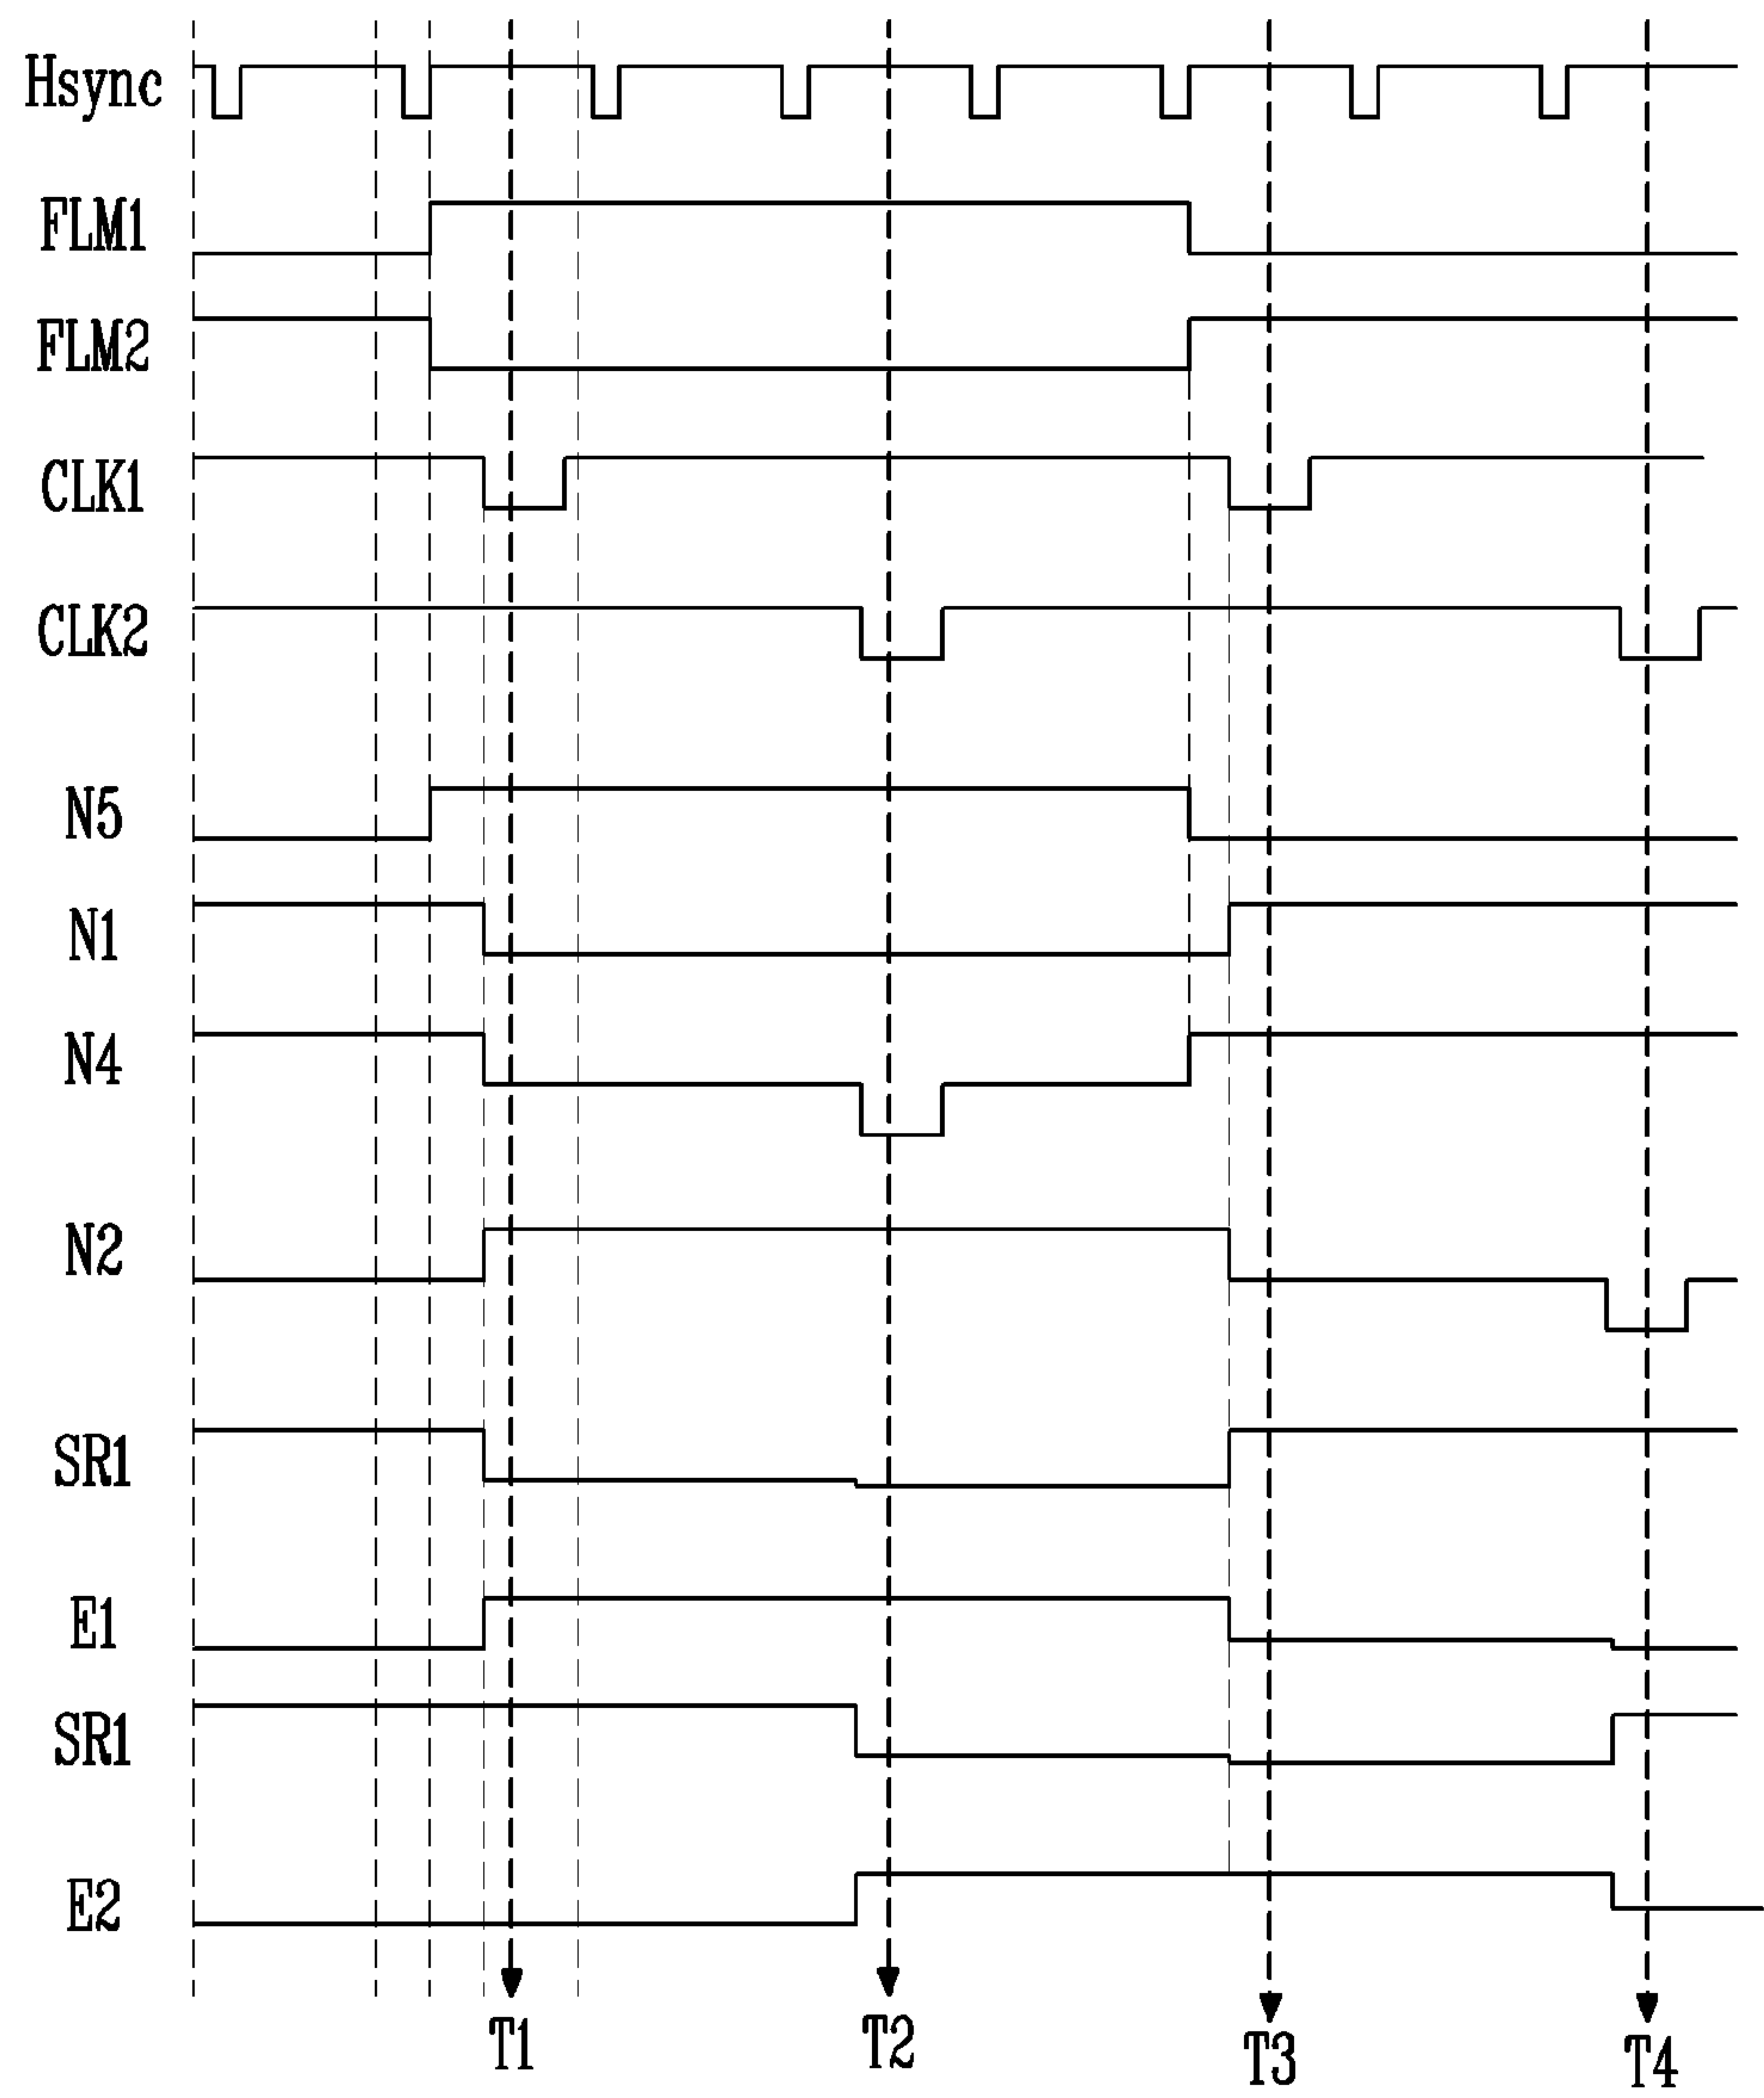 Hsync
FLM1
FLM2
CLK1
CLK2
N5
N1
N4
N2
SR1
E1
SR1
E2
T1 T2 T3 T4